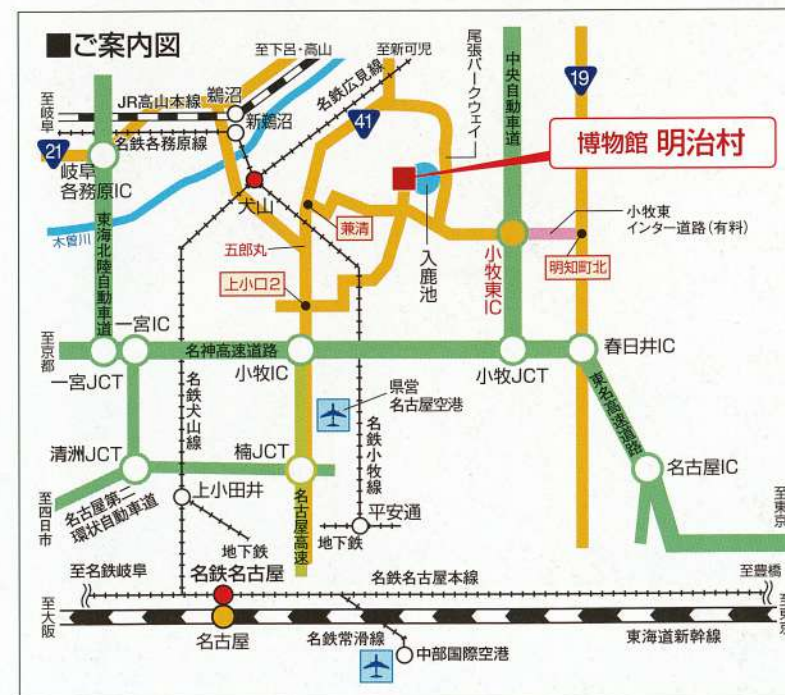 ■ご案内図
至下呂・高山
至新可児
尾張パークウェイ
中央自動車道
19
至岐阜
JR高山本線
鵜沼
新鵜沼
名鉄広見線
41
名鉄各務原線
21
岐阜
各務原IC
博物館 明治村
犬山
木曽川
東海北陸自動車道
兼清
五郎丸
入鹿池
小牧東
インター道路(有料)
小牧東IC
明知町北
上小口2
一宮IC
至京都
名神高速道路
春日井IC
一宮JCT
小牧IC
小牧JCT
名鉄犬山線
県営
名古屋空港
名鉄小牧線
東名高速道路
清洲JCT
楠JCT
名古屋IC
至四日市
名古屋第二
環状自動車道
上小田井
名古屋高速
平安通
地下鉄
地下鉄
至東京
至名鉄岐阜
名鉄名古屋
名鉄名古屋本線
至豊橋
至大阪
名古屋
名鉄常滑線
東海道新幹線
至東京
中部国際空港